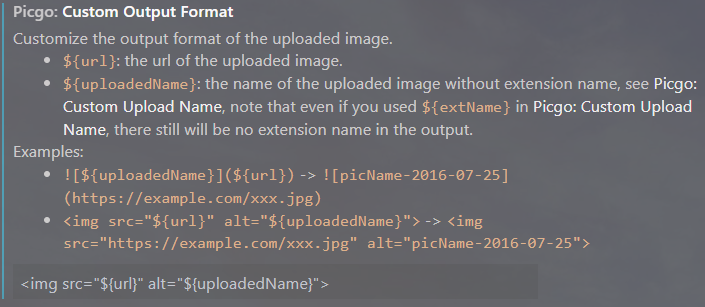 Picgo: Custom Output Format
Customize the output format of the uploaded image.
• ${url}: the url of the uploaded image.
• ${uploadedName}: the name of the uploaded image without extension name, see Picgo:
Custom Upload Name, note that even if you used ${extName} in Picgo: Custom Upload
Name, there still will be no extension name in the output.
Examples:
• ![${uploadedName}](${url}) -> ![picName-2016-07-25]
(https://example.com/xxx.jpg)
• <img src="${url}" alt="${uploadedName}"> -> <img
src="https://example.com/xxx.jpg" alt="picName-2016-07-25">
<img src="${url}" alt="${uploadedName}">